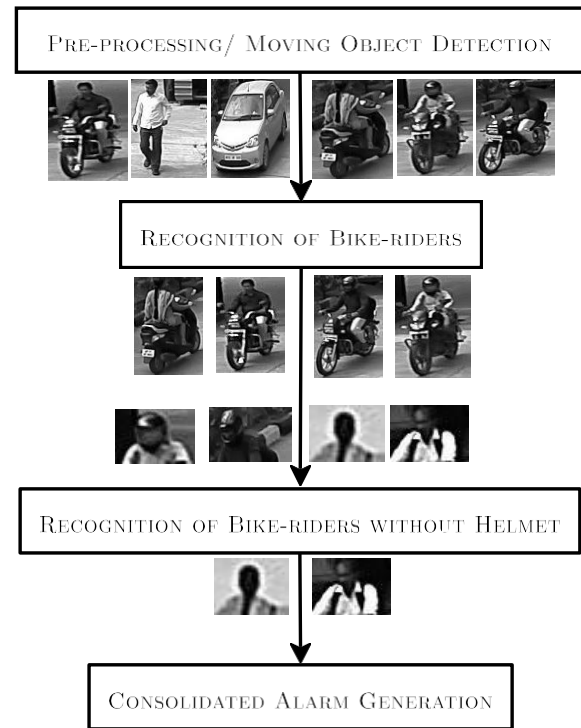 Pre-processing/ Moving Object Detection
Recognition of Bike-riders
Recognition of Bike-riders without Helmet
Consolidated Alarm Generation